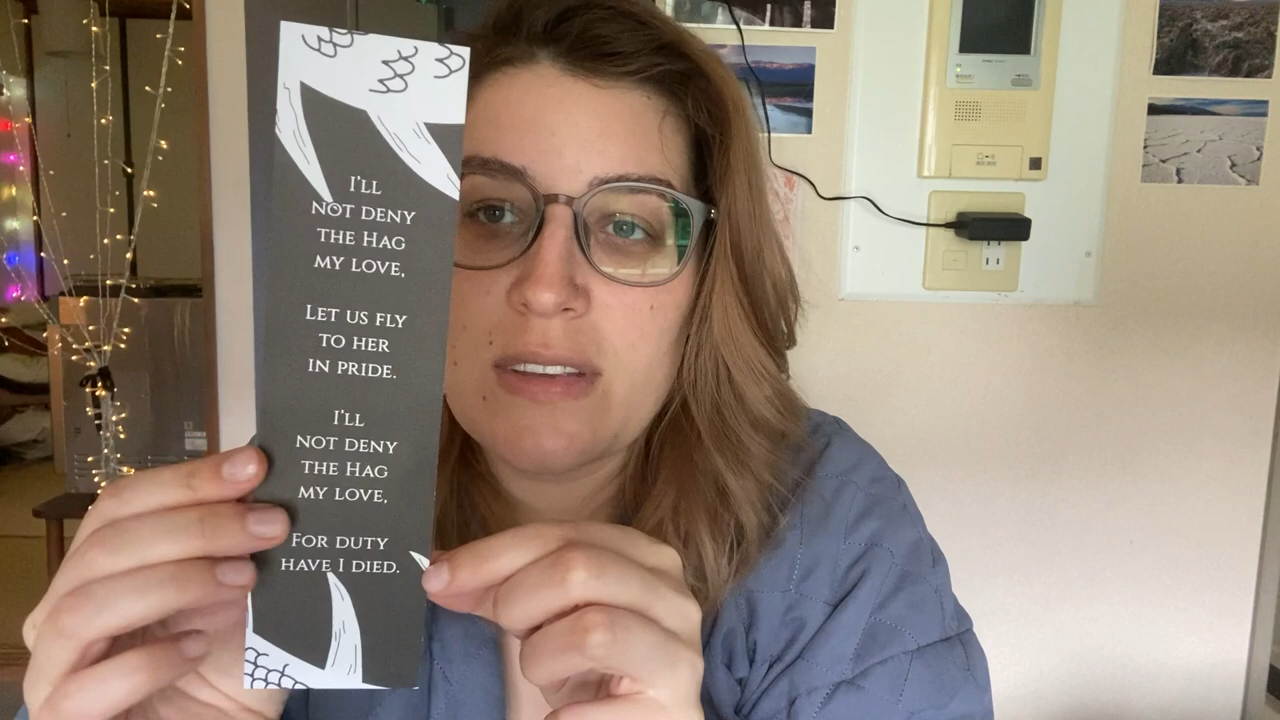 I'LL
NOT DENY
THE HAG
MY LOVE,
LET US FLY
TO HER
IN PRIDE.
I'LL
NOT DENY
THE HAG
MY LOVE,
FOR DUTY
HAVE I DIED.